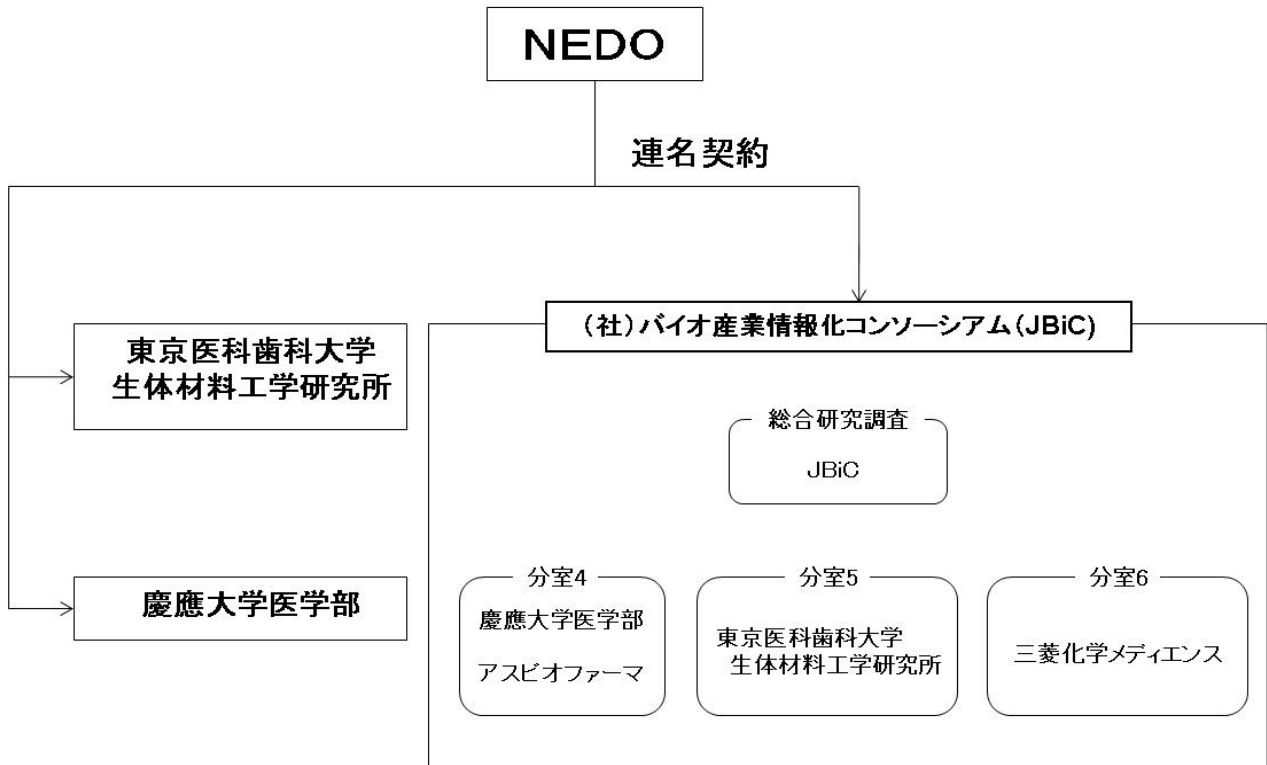 NEDO
連名契約
東京医科歯科大学
生体材料工学研究所
慶應大学医学部
（社）バイオ産業情報化コンソーシアム（JBiC）
総合研究調査
JBiC
分室4
慶應大学医学部
アスビオファーマ
分室5
東京医科歯科大学
生体材料工学研究所
分室6
三菱化学メディエンス